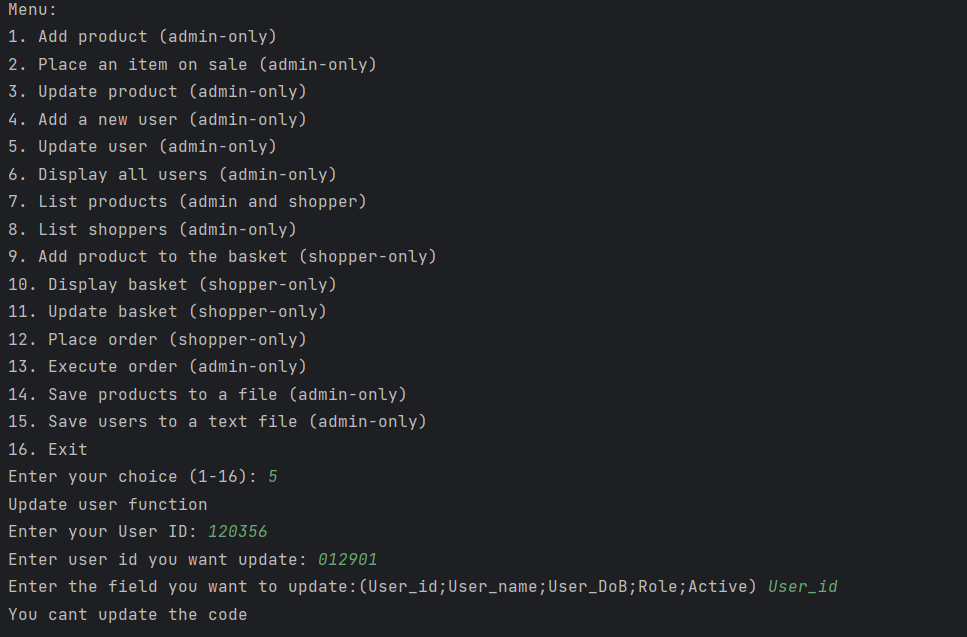 Menu:
1. Add product (admin-only)
2. Place an item on sale (admin-only)
3. Update product (admin-only)
4. Add a new user (admin-only)
5. Update user (admin-only)
6. Display all users (admin-only)
7. List products (admin and shopper)
8. List shoppers (admin-only)
9. Add product to the basket (shopper-only)
10. Display basket (shopper-only)
11. Update basket (shopper-only)
12. Place order (shopper-only)
13. Execute order (admin-only)
14. Save products to a file (admin-only)
15. Save users to a text file (admin-only)
16. Exit
Enter your choice (1-16): 5
Update user function
Enter your User ID: 120356
Enter user id you want update: 012901
Enter the field you want to update:(User_id;User_name;User_DoB;Role;Active) User_id
You cant update the code